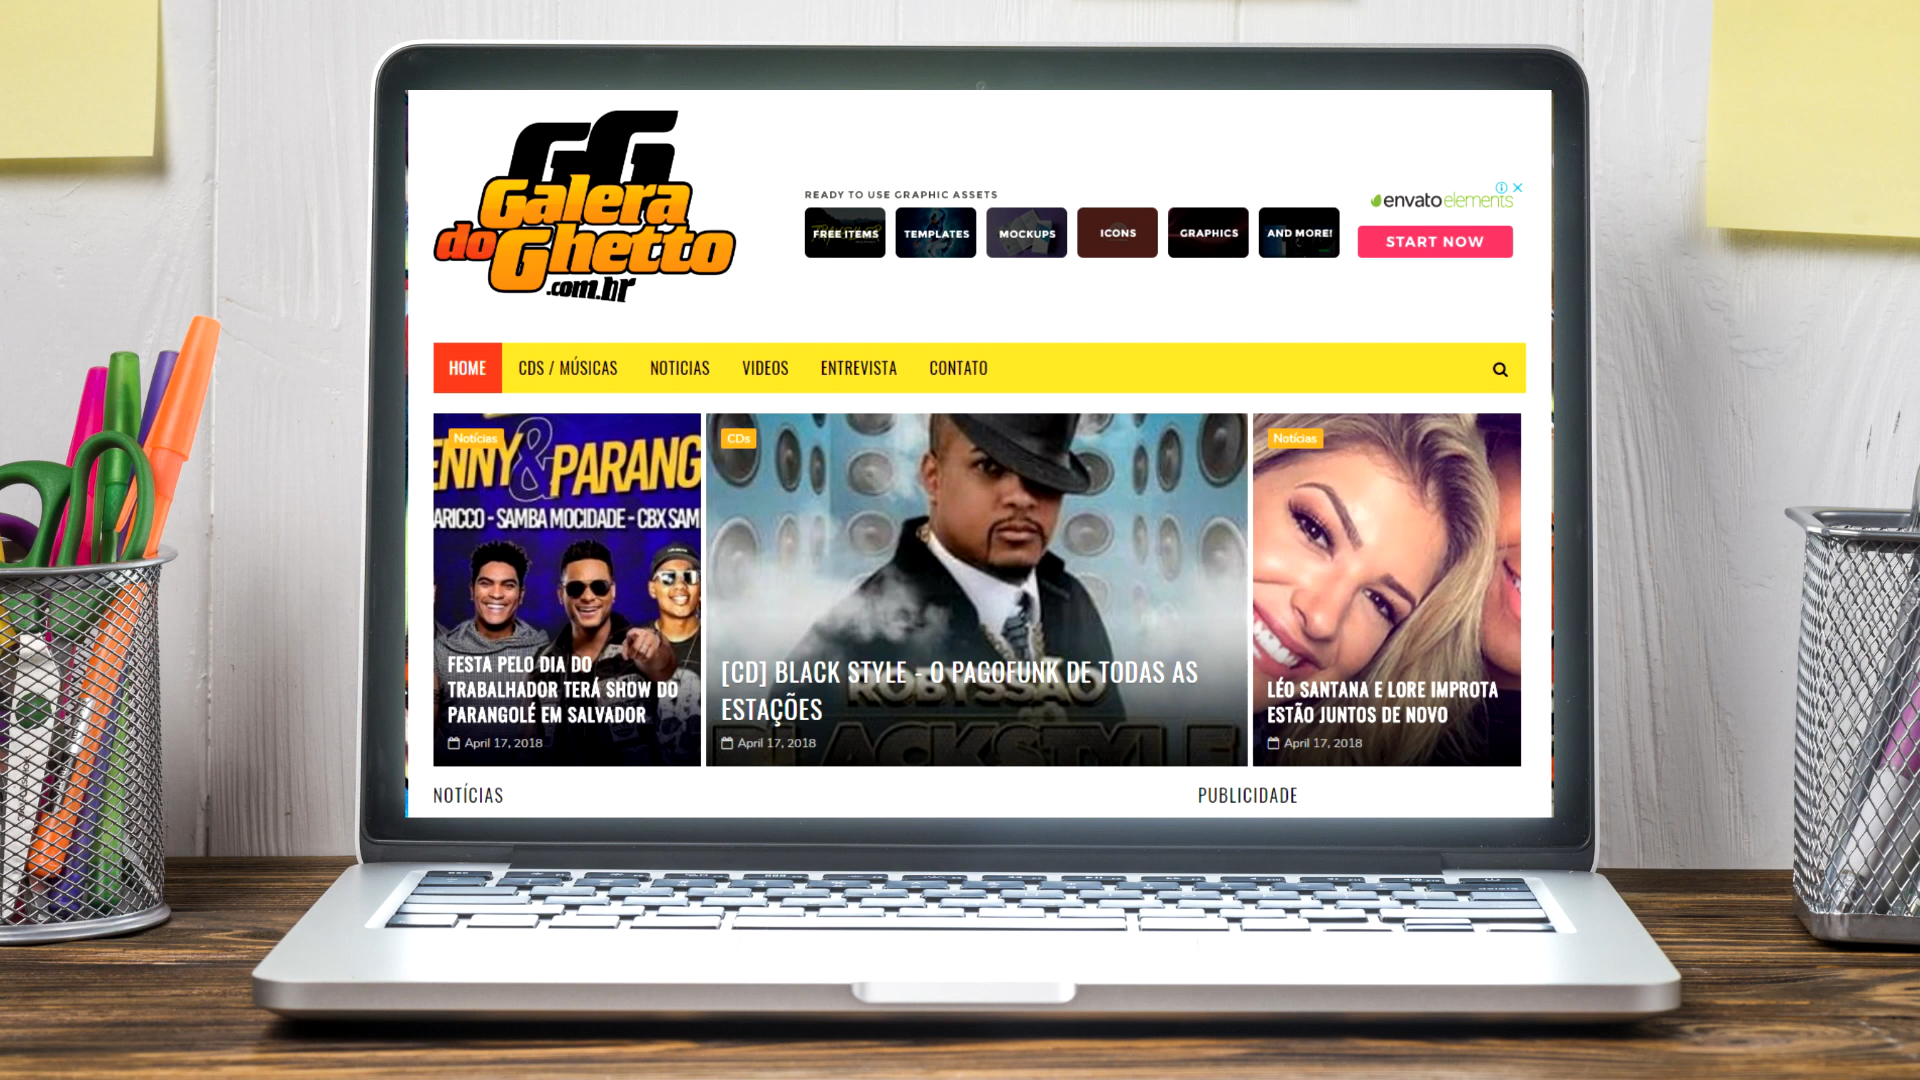 GG
Galera
do Ghetto
.com.br
READY TO USE GRAPHIC ASSETS
FREE ITEMS
TEMPLATES
MOCKUPS
ICONS
GRAPHICS
AND MORE!
envato elements
START NOW
HOME
CDS / MÚSICAS
NOTICIAS
VIDEOS
ENTREVISTA
CONTATO
Notícias
ENNY & PARANG
ARICCO - SAMBA MOCIDADE - CBX SAM
FESTA PELO DIA DO
TRABALHADOR TERÁ SHOW DO
PARANGOLÉ EM SALVADOR
April 17, 2018
CDs
ROBYSSÃO
[CD] BLACK STYLE - O PAGOFUNK DE TODAS AS
ESTAÇÕES
LACKSTYLE
April 17, 2018
Notícias
LÉO SANTANA E LORE IMPROTA
ESTÃO JUNTOS DE NOVO
April 17, 2018
NOTÍCIAS
PUBLICIDADE